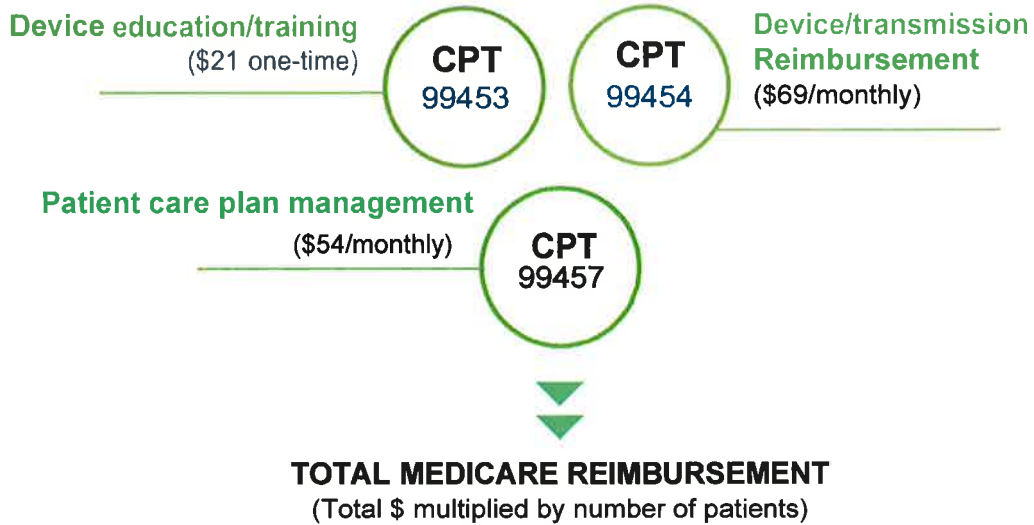 Device education/training
($21 one-time)
CPT
99453
CPT
99454
Device/transmission
Reimbursement
($69/monthly)
Patient care plan management
($54/monthly)
CPT
99457
TOTAL MEDICARE REIMBURSEMENT
(Total $ multiplied by number of patients)